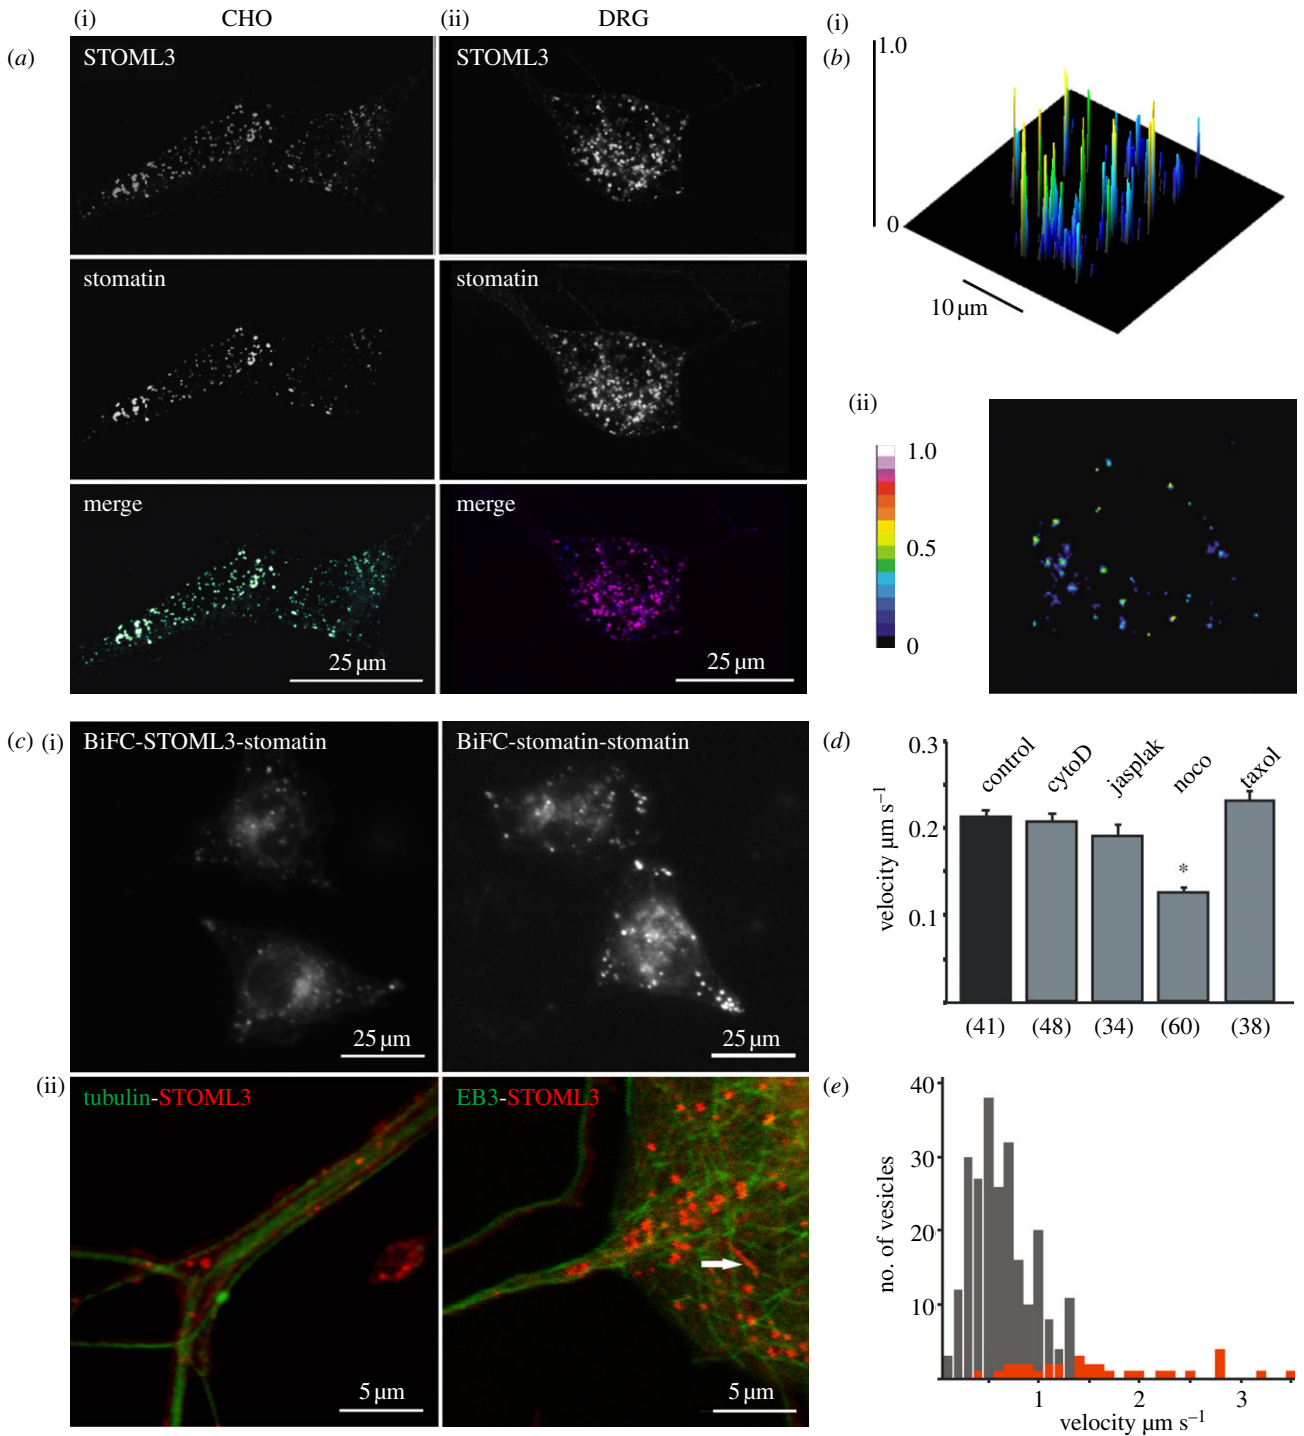 (i) CHO (ii) DRG
(a) STOML3 STOML3
stomatin stomatin
merge merge
25 µm 25 µm
(i)
(b) 1.0
0
10 µm
(ii)
1.0
0.5
0
(c) (i) BiFC-STOML3-stomatin BiFC-stomatin-stomatin
25 µm 25 µm
(ii) tubulin-STOML3 EB3-STOML3
5 µm 5 µm
(d) 0.3
control cytoD jasplak noco taxol
velocity µm s⁻¹
0.2
*
0.1
(41) (48) (34) (60) (38)
(e) 40
30
no. of vesicles
20
10
1 2 3
velocity µm s⁻¹